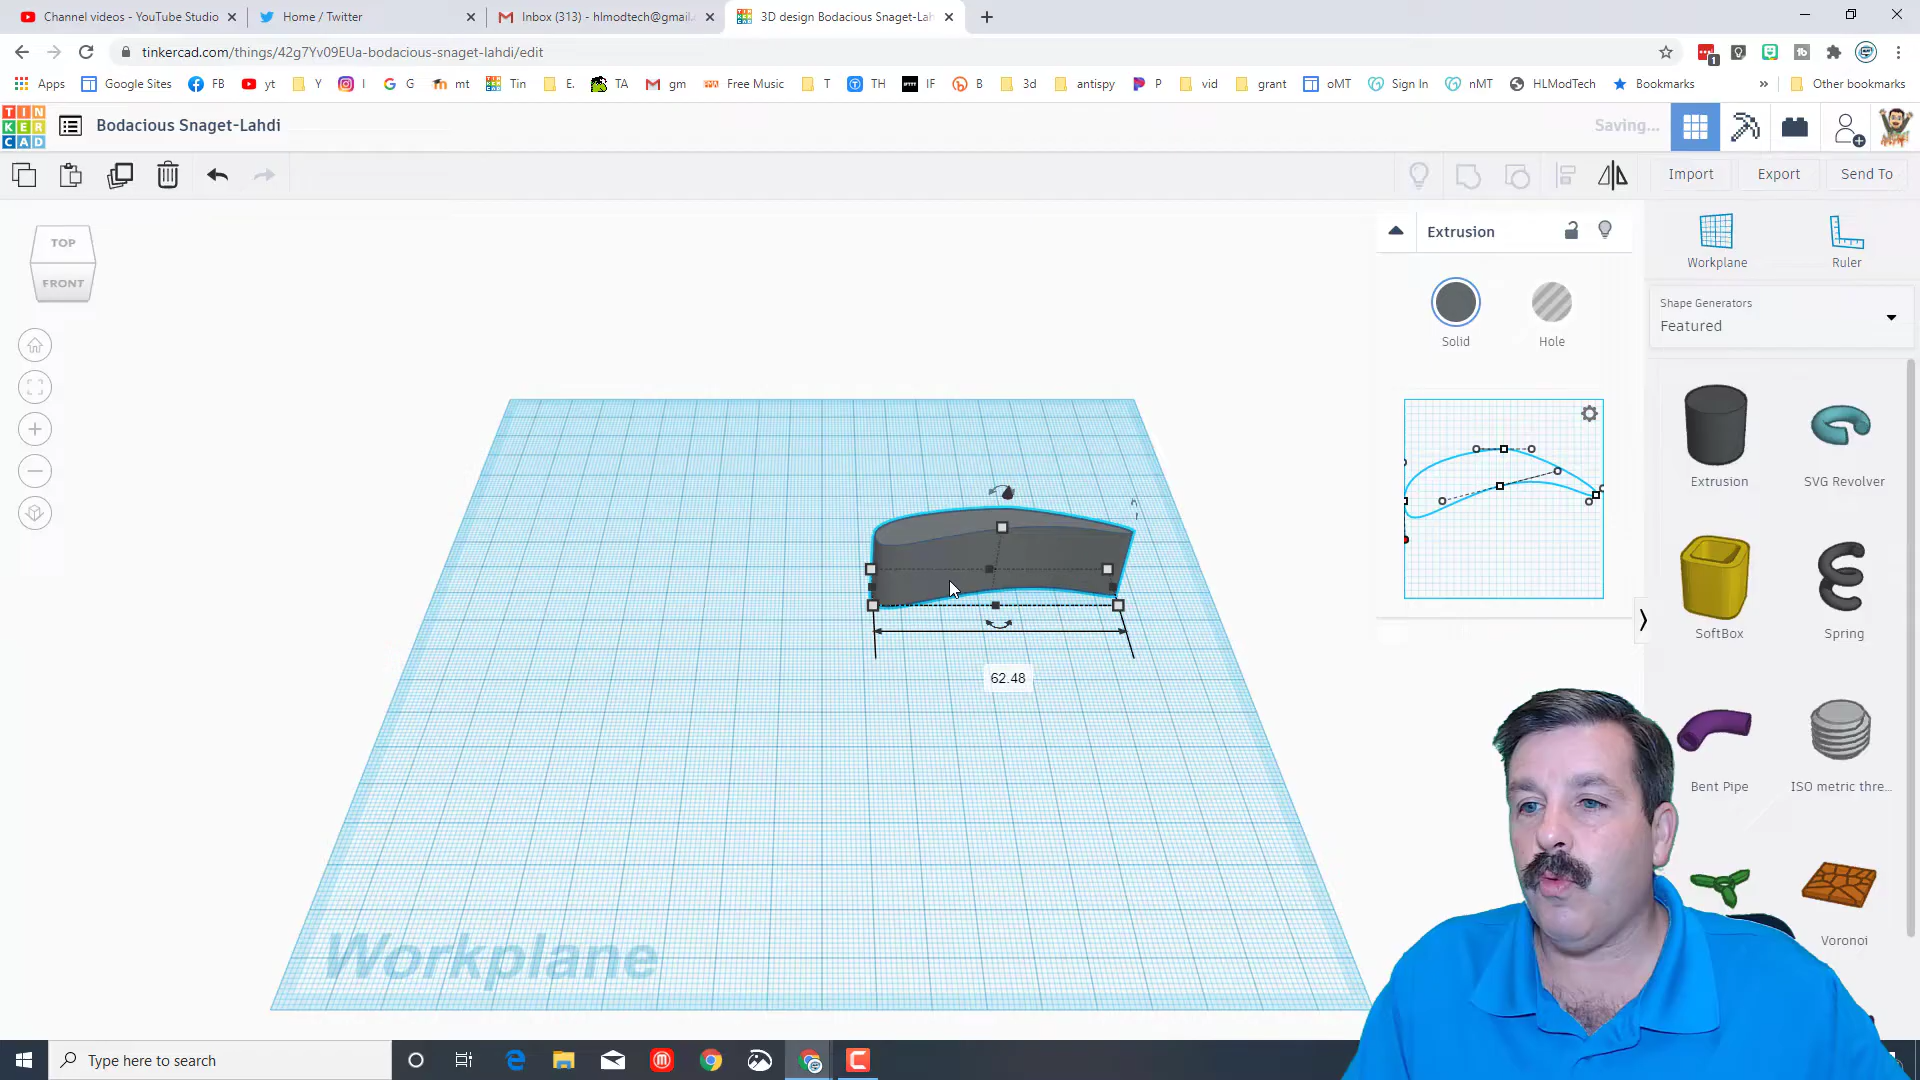 Channel videos - YouTube Studio
Home / Twitter
Inbox (313) - hlmodtech@gmail.
3D design Bodacious Snaget-Lah
tinkercad.com/things/42g7Yv09EUa-bodacious-snaget-lahdi/edit
1
Apps
Google Sites
FB
yt
Y
I
G
mt
Tin
E.
TA
gm
Free Music
T
TH
IF
B
3d
antispy
P
vid
grant
oMT
Sign In
nMT
HLModTech
Bookmarks
»
Other bookmarks
TIN
KER
CAD
Bodacious Snaget-Lahdi
Saving...
Import
Export
Send To
TOP
FRONT
Extrusion
Solid
Hole
Workplane
Ruler
Shape Generators
Featured
Extrusion
SVG Revolver
SoftBox
Spring
Bent Pipe
ISO metric thre...
Voronoi
62.48
Workplane
Type here to search